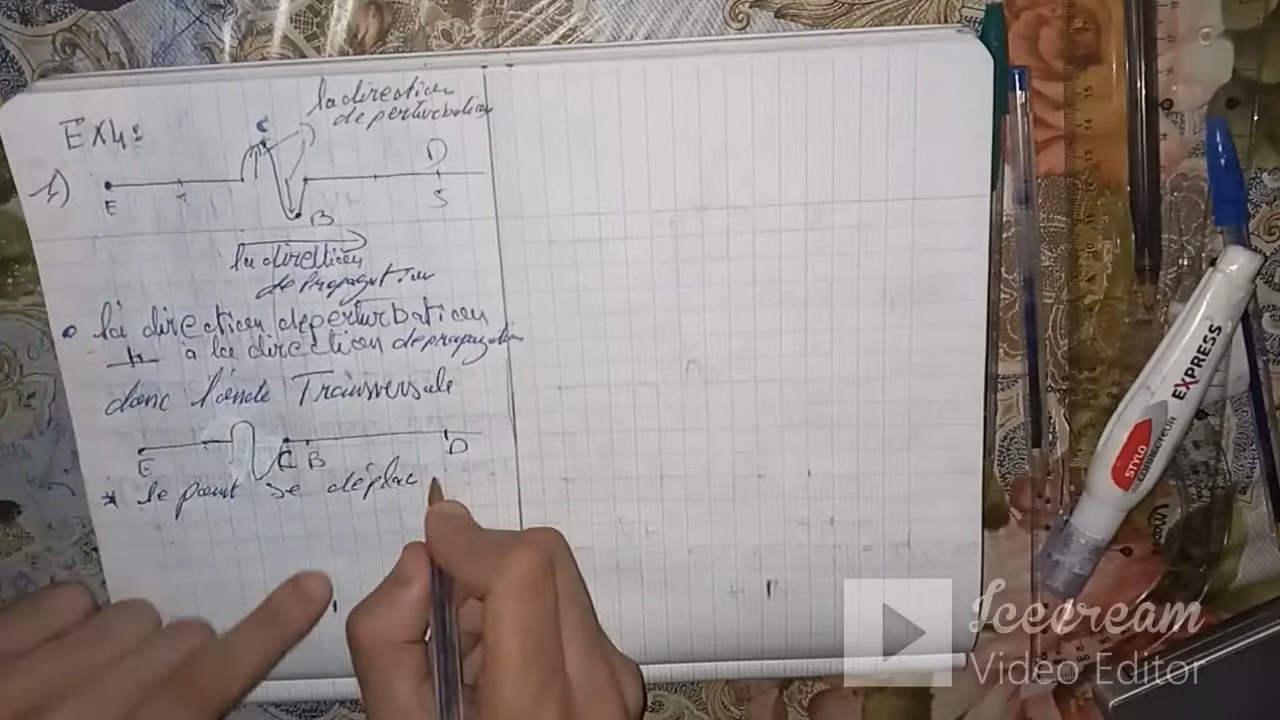 EX4:
la direction
de perturbation
C
1)
E
D
S
B
la direction
de propagation
• la direction de perturbation
à la direction de propagation
donc l'onde Transversale
E
C B
D
* le point se déplac
STYLO
CORRECTEUR
EXPRESS
Icecream
Video Editor